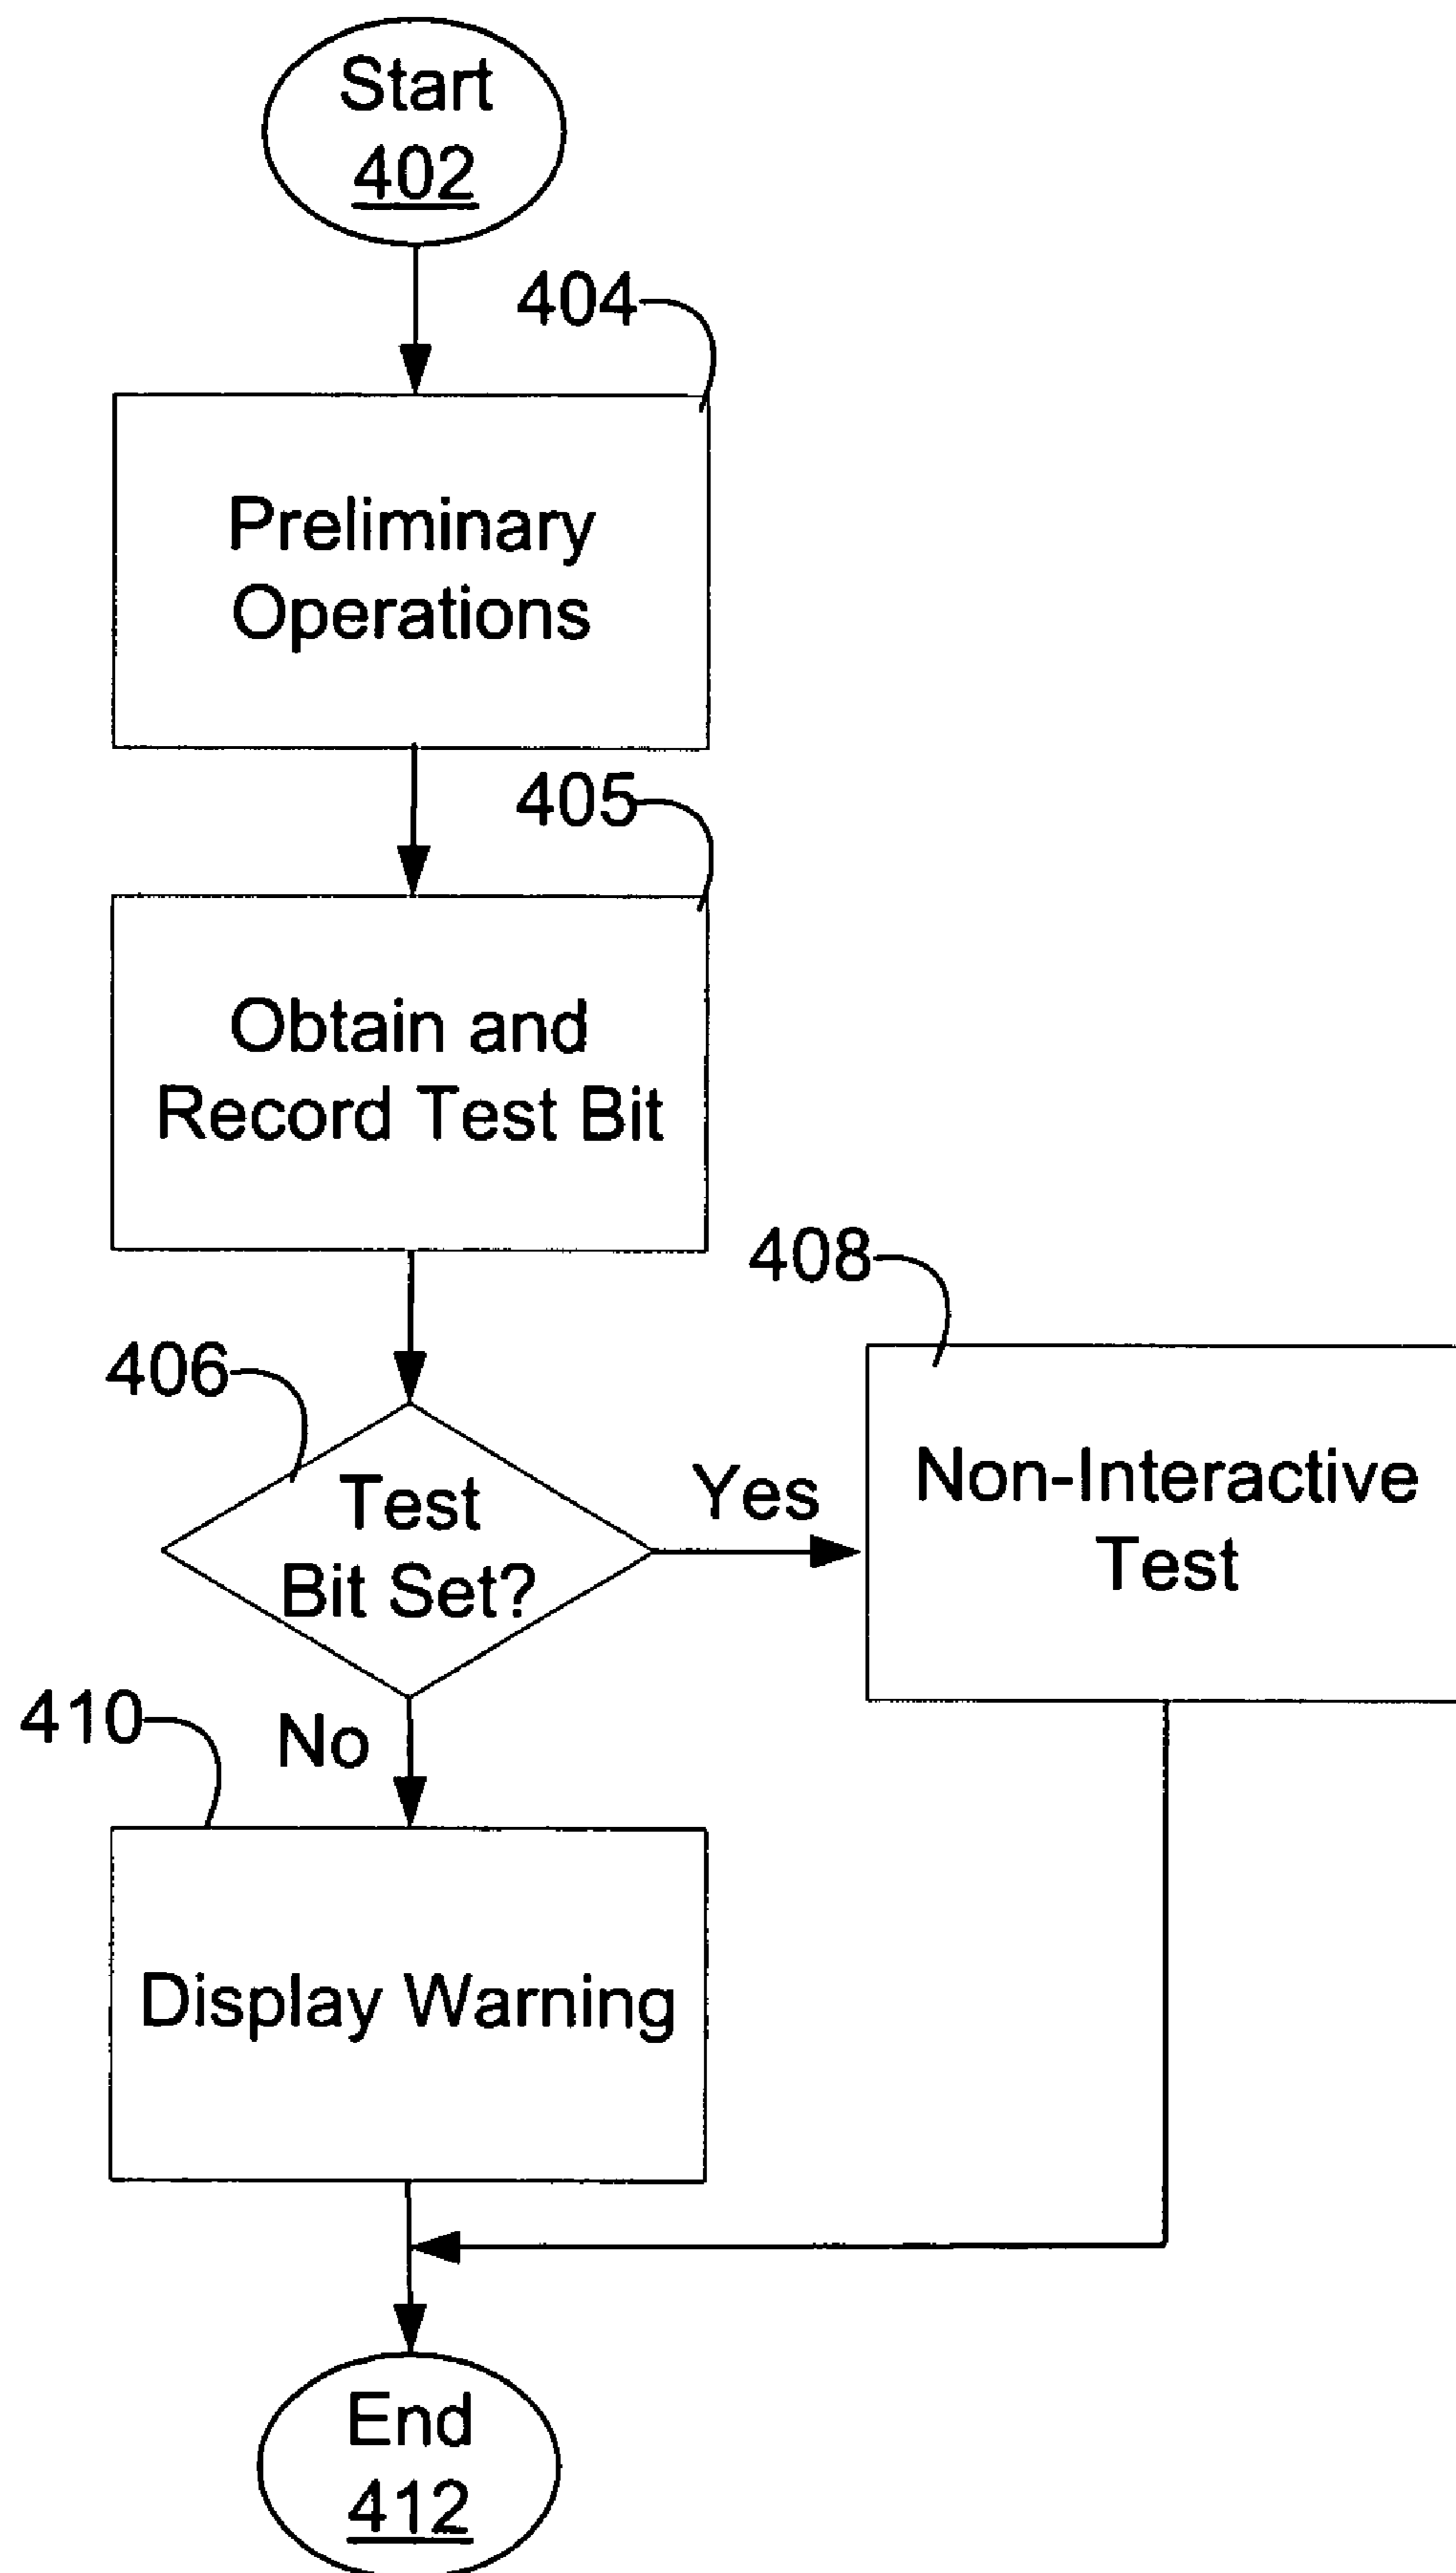 Start
402
404
Preliminary
Operations
405
Obtain and
Record Test Bit
406
Test
Bit Set?
Yes
408
Non-Interactive
Test
410
No
Display Warning
End
412